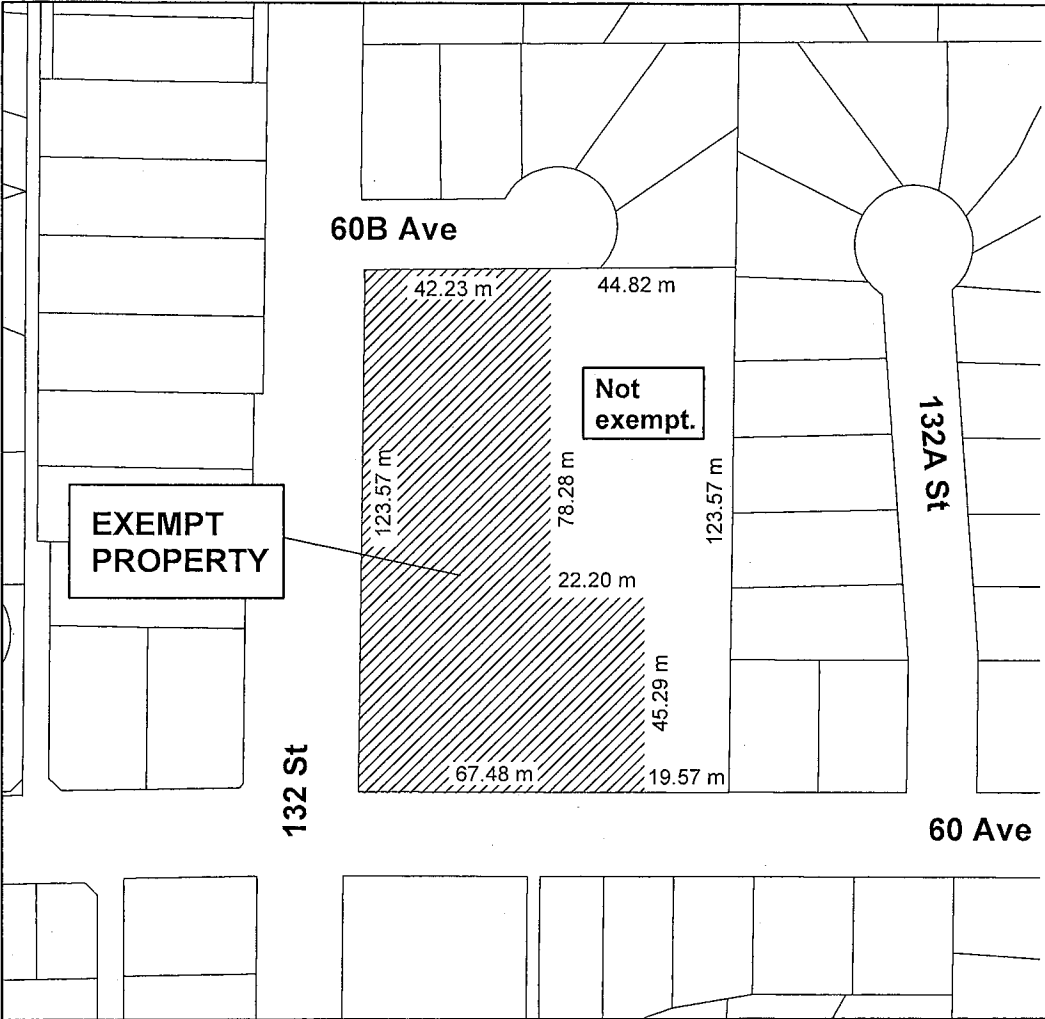 60B Ave
42.23 m
44.82 m
Not
exempt.
132A St
123.57 m
78.28 m
123.57 m
EXEMPT
PROPERTY
22.20 m
45.29 m
67.48 m
19.57 m
132 St
60 Ave